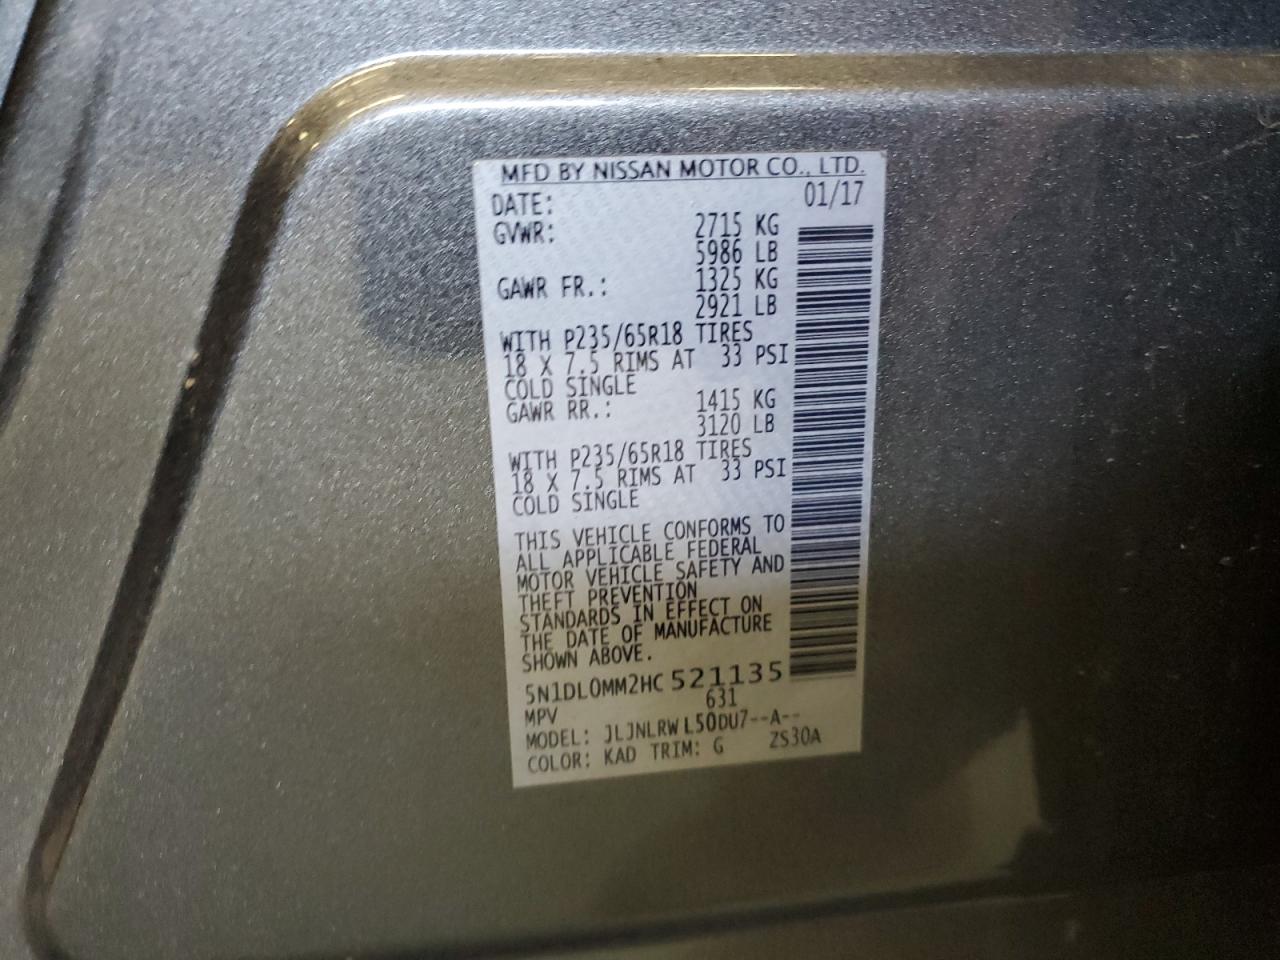 MFD BY NISSAN MOTOR CO., LTD.
DATE: 01/17
GVWR: 2715 KG
5986 LB
GAWR FR.: 1325 KG
2921 LB
WITH P235/65R18 TIRES
18 X 7.5 RIMS AT 33 PSI
COLD SINGLE
GAWR RR.: 1415 KG
3120 LB
WITH P235/65R18 TIRES
18 X 7.5 RIMS AT 33 PSI
COLD SINGLE
THIS VEHICLE CONFORMS TO
ALL APPLICABLE FEDERAL
MOTOR VEHICLE SAFETY AND
THEFT PREVENTION
STANDARDS IN EFFECT ON
THE DATE OF MANUFACTURE
SHOWN ABOVE.
5N1DL0MM2HC 521135
MPV 631
MODEL: JLJNLRW L50DU7--A--
COLOR: KAD TRIM: G ZS30A